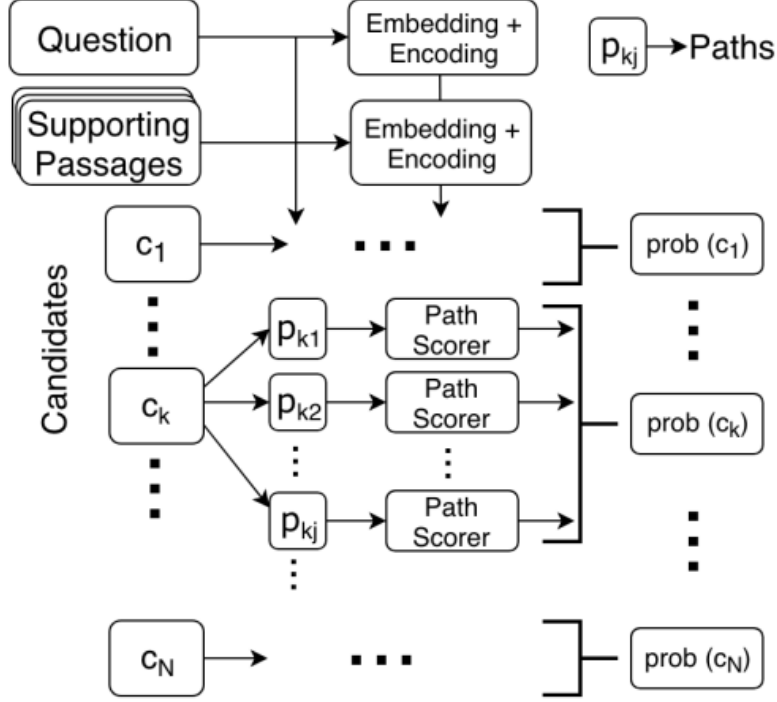 Question
Embedding +
Encoding
p_kj
Paths
Supporting
Passages
Embedding +
Encoding
Candidates
c_1
prob (c_1)
p_k1
Path
Scorer
c_k
p_k2
Path
Scorer
prob (c_k)
p_kj
Path
Scorer
c_N
prob (c_N)